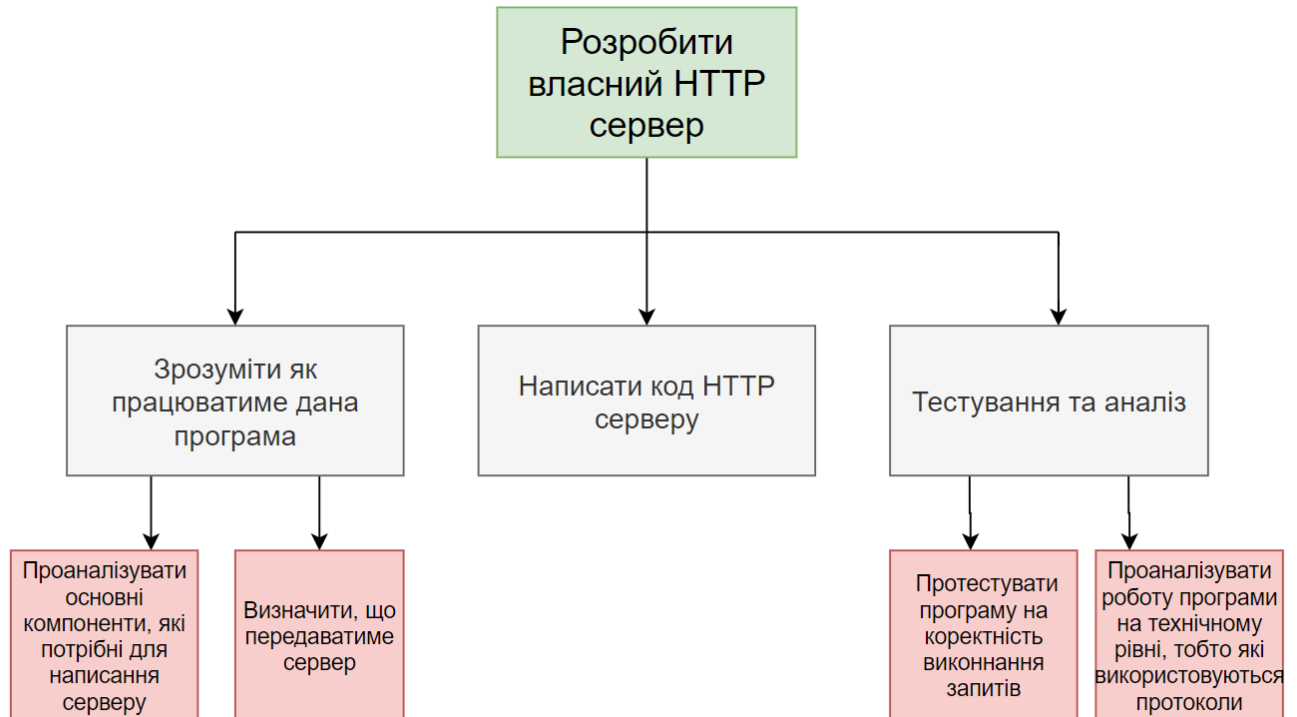 Розробити
власний HTTP
сервер
Зрозуміти як
працюватиме дана
програма
Написати код HTTP
серверу
Тестування та аналіз
Проаналізувати
основні
компоненти, які
потрібні для
написання
серверу
Визначити, що
передаватиме
сервер
Протестувати
програму на
коректність
виконнання
запитів
Проаналізувати
роботу програми
на технічному
рівні, тобто які
використовуються
протоколи